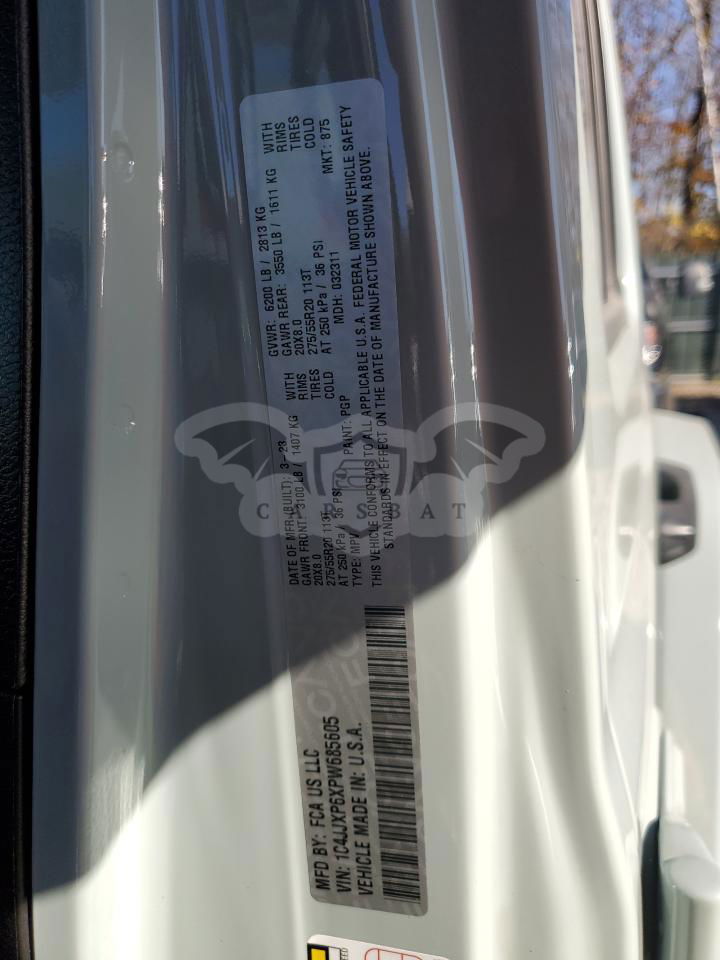 MFD BY: FCA US LLC
VIN: 1C4JJXP6XPW685605
VEHICLE MADE IN: U.S.A.
DATE OF MFR.(BUILT): 3-23
GAWR FRONT: 3100 LB / 1407 KG WITH
20X8.0 RIMS
275/55R20 113T TIRES
AT 250 kPa / 36 PSI COLD
TYPE: MPV PAINT: PGP
GVWR: 6200 LB / 2813 KG
GAWR REAR: 3550 LB / 1611 KG WITH
20X8.0 RIMS
275/55R20 113T TIRES
AT 250 kPa / 36 PSI COLD
MDH: 032311 MKT: 875
THIS VEHICLE CONFORMS TO ALL APPLICABLE U.S.A. FEDERAL MOTOR VEHICLE SAFETY
STANDARDS IN EFFECT ON THE DATE OF MANUFACTURE SHOWN ABOVE.
CARSBAT